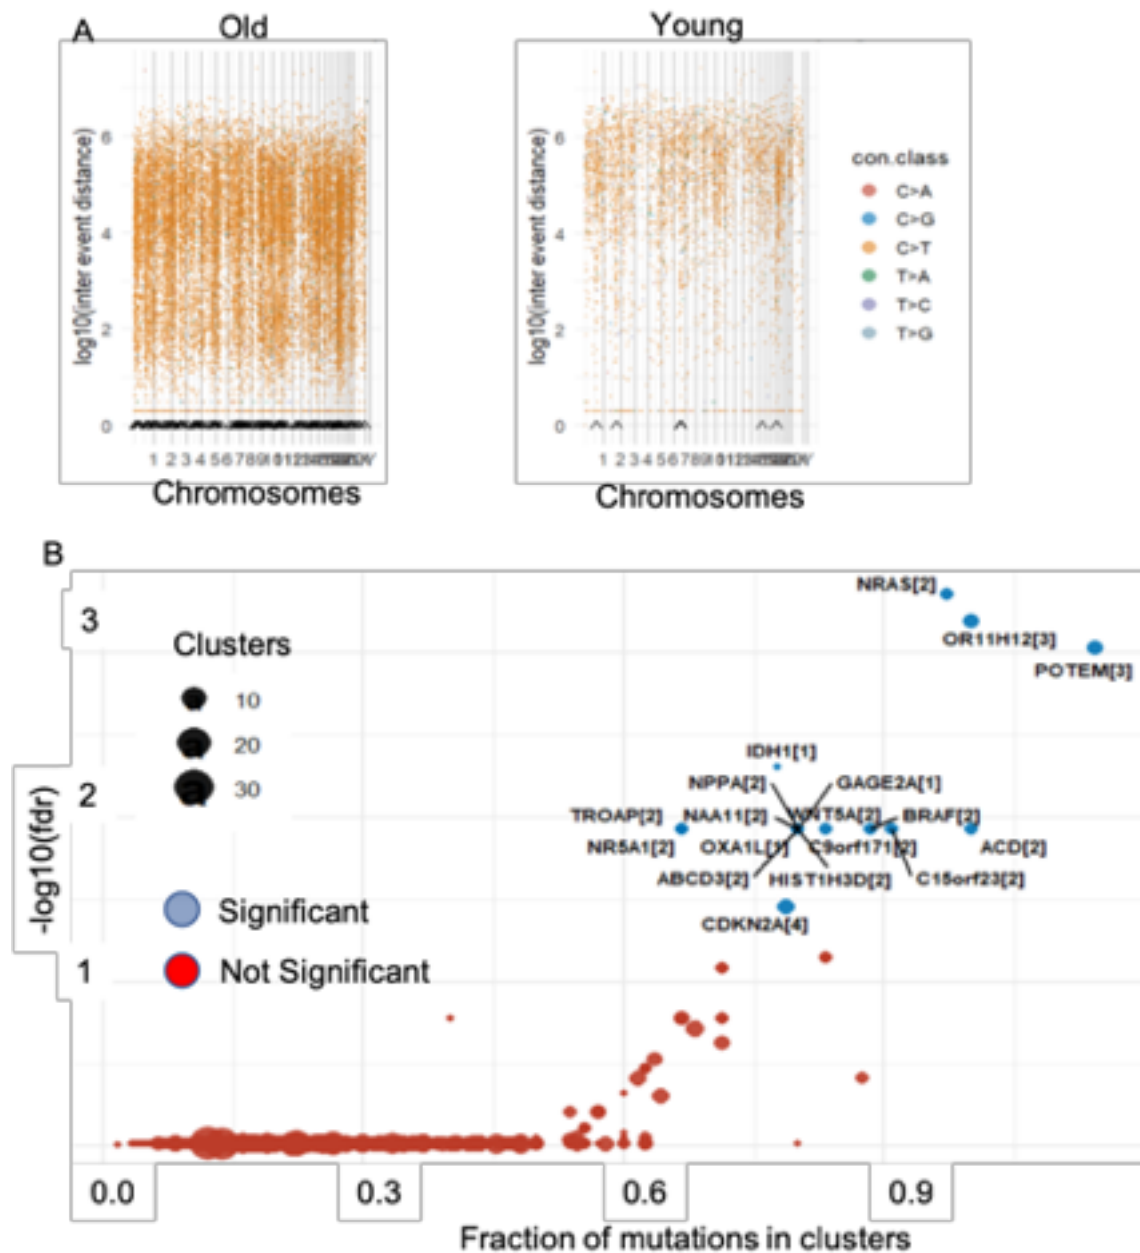 A
Old
Young
log10(inter event distance)
6
4
2
0
1 2 3 4 5 6 7 8 9
Chromosomes
log10(inter event distance)
6
4
2
0
1 2 3 4 5 6 7 8 9
Chromosomes
con.class
C>A
C>G
C>T
T>A
T>C
T>G
B
-log10(fdr)
3
2
1
Clusters
10
20
30
Significant
Not Significant
NRAS[2]
OR11H12[3]
POTEM[3]
IDH1[1]
NPPA[2] GAGE2A[1]
TROAP[2] NAA11[2] WNT5A[2] BRAF[2]
NR5A1[2] OXA1L[1] C9orf171[2] ACD[2]
ABCD3[2] HIST1H3D[2] C15orf23[2]
CDKN2A[4]
0.0 0.3 0.6 0.9
Fraction of mutations in clusters